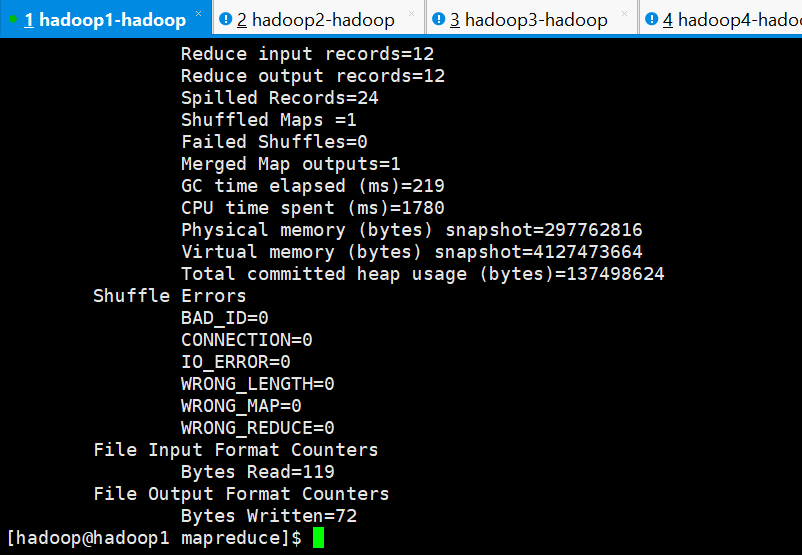 1 hadoop1-hadoop
2 hadoop2-hadoop
3 hadoop3-hadoop
Reduce input records=12
Reduce output records=12
Spilled Records=24
Shuffled Maps =1
Failed Shuffles=0
Merged Map outputs=1
GC time elapsed (ms)=219
CPU time spent (ms)=1780
Physical memory (bytes) snapshot=297762816
Virtual memory (bytes) snapshot=4127473664
Total committed heap usage (bytes)=137498624
Shuffle Errors
BAD_ID=0
CONNECTION=0
IO_ERROR=0
WRONG_LENGTH=0
WRONG_MAP=0
WRONG_REDUCE=0
File Input Format Counters
Bytes Read=119
File Output Format Counters
Bytes Written=72
[hadoop@hadoop1 mapreduce]$